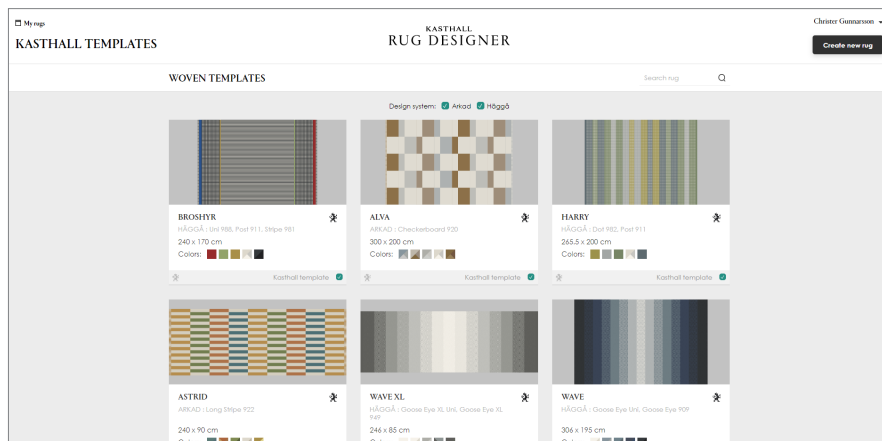 My rugs
Christer Gunnarsson
KASTHALL TEMPLATES
KASTHALL
RUG DESIGNER
Create new rug
WOVEN TEMPLATES
Search rug
Design system: Arkad Häggå
BROSHYR
HÄGGÅ : Uni 988, Post 911, Stripe 981
240 x 170 cm
Colors:
Kasthall template
ALVA
ARKAD : Checkerboard 920
300 x 200 cm
Colors:
Kasthall template
HARRY
HÄGGÅ : Dot 982, Post 911
265.5 x 200 cm
Colors:
Kasthall template
ASTRID
ARKAD : Long Stripe 922
240 x 90 cm
WAVE XL
HÄGGÅ : Goose Eye XL Uni, Goose Eye XL
949
246 x 85 cm
WAVE
HÄGGÅ : Goose Eye Uni, Goose Eye 909
306 x 195 cm